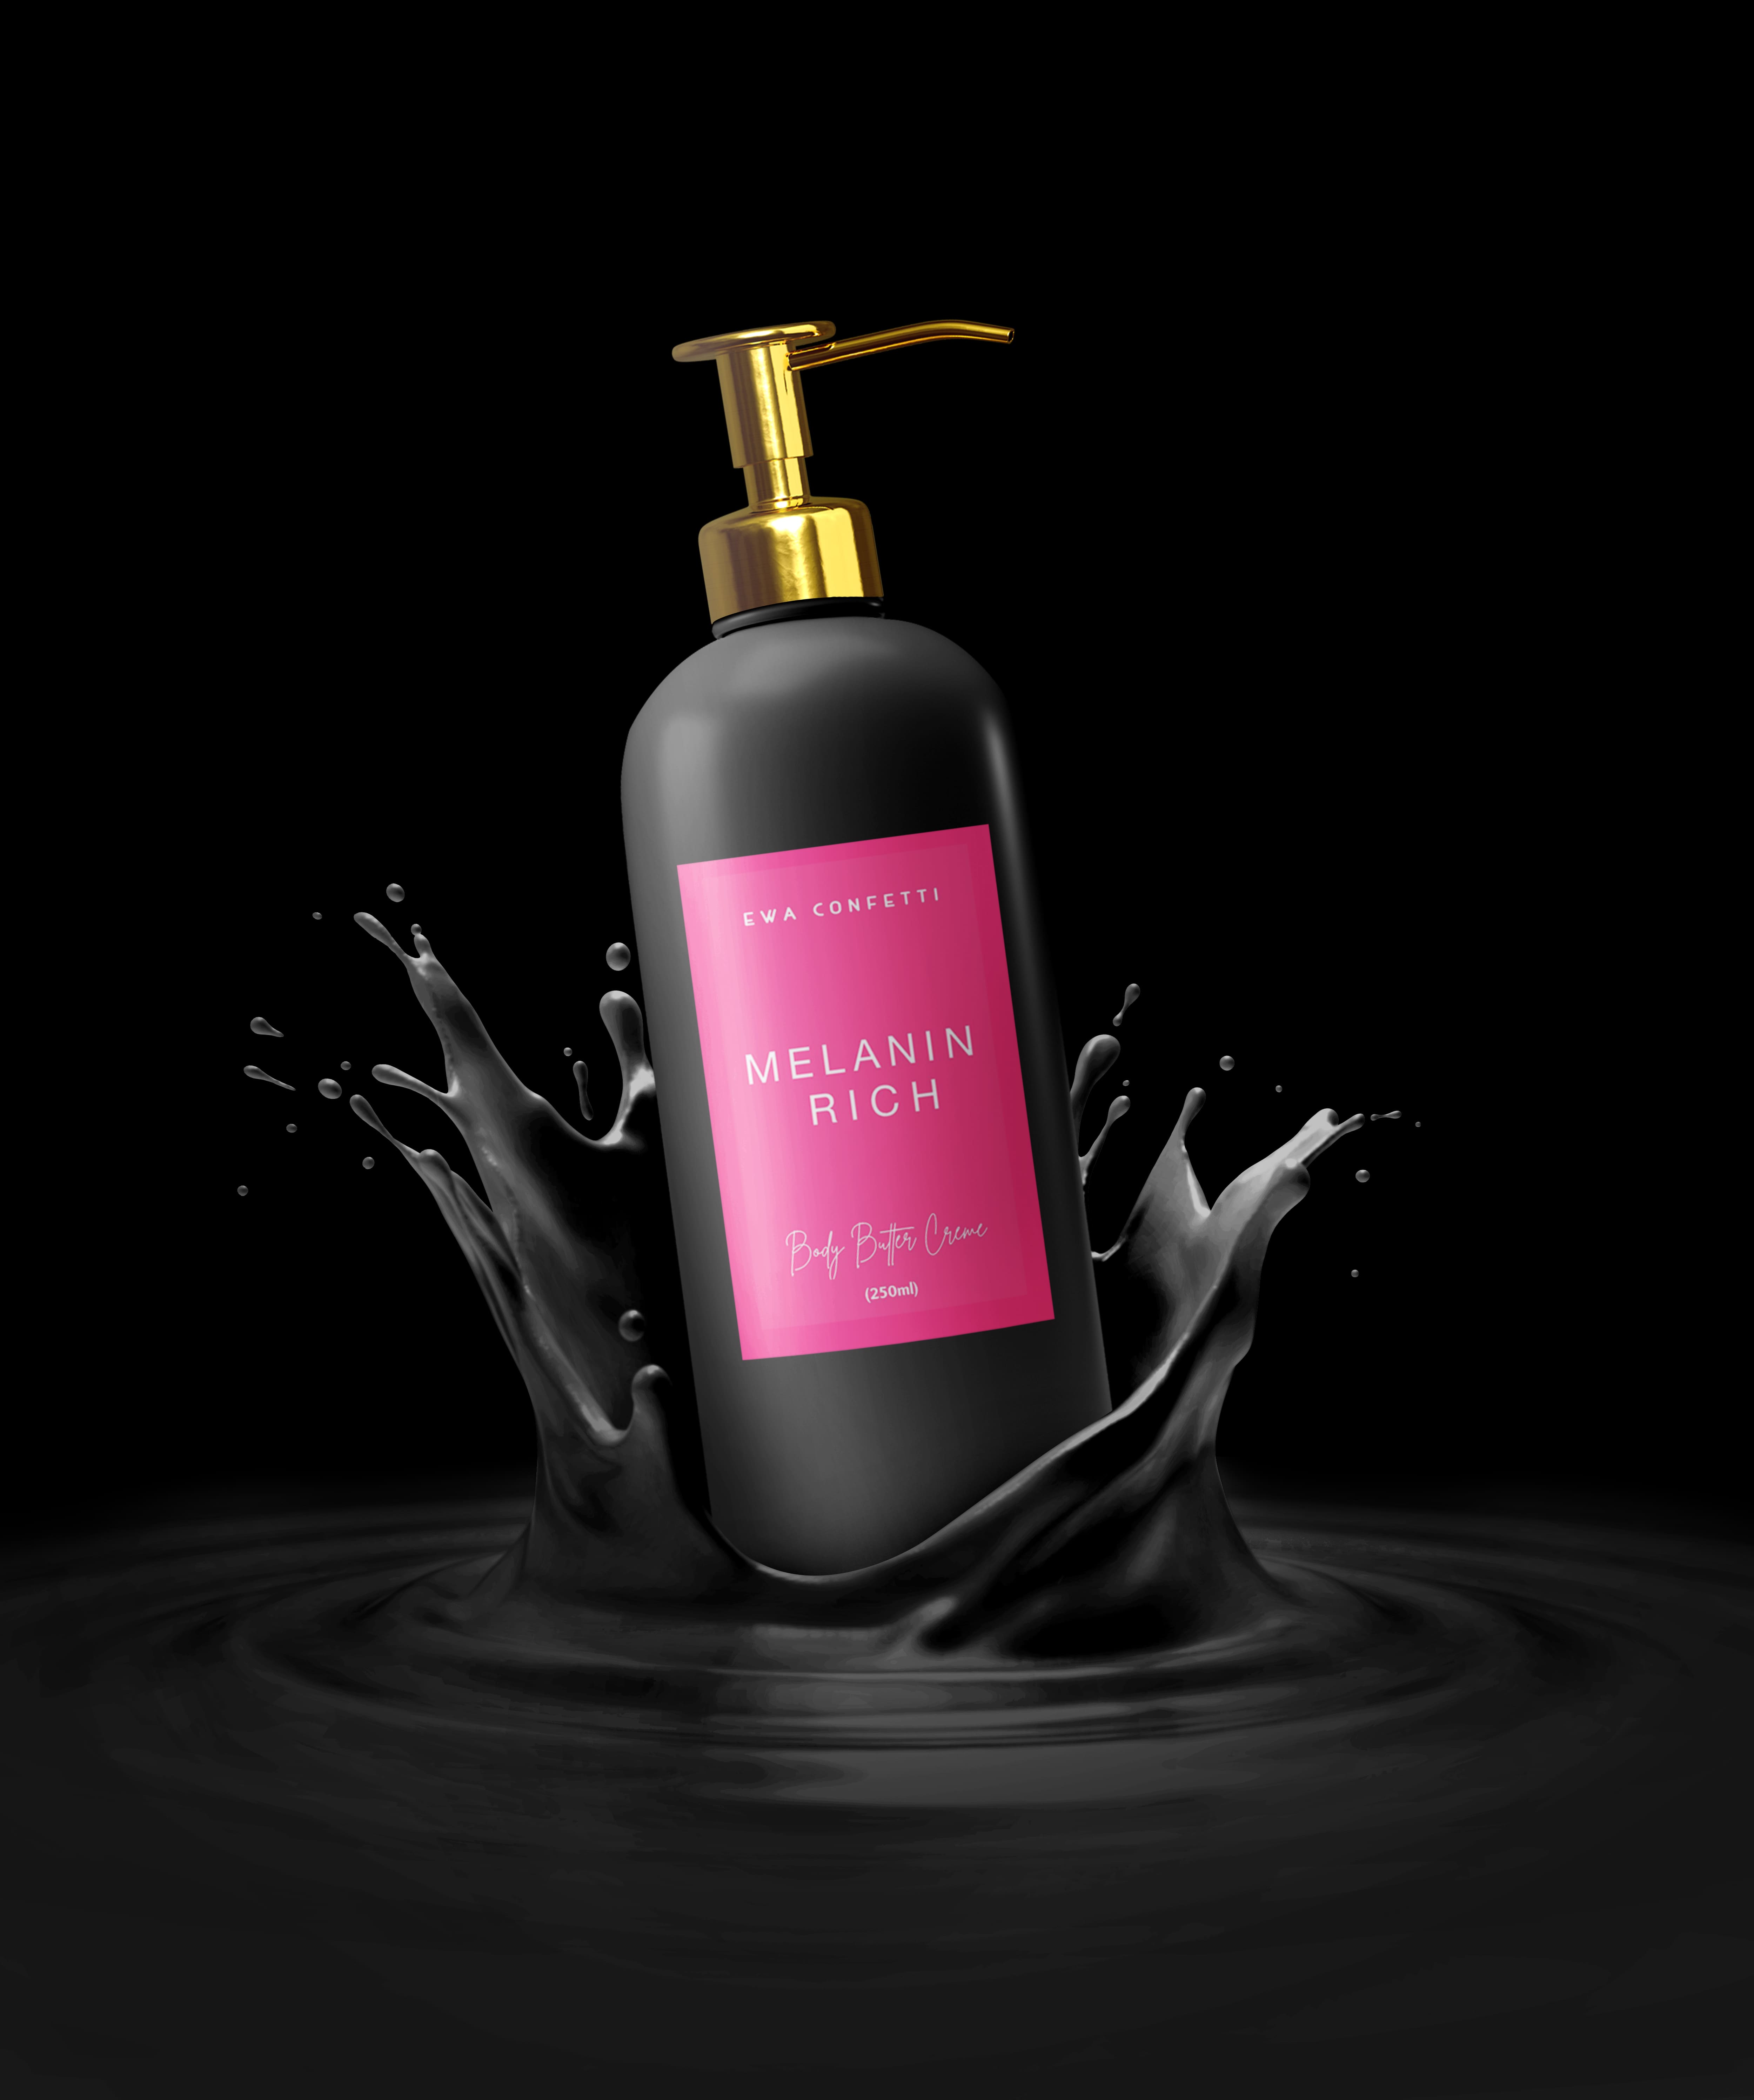 EWA CONFETTI
MELANIN
RICH
Body Butter Creme
(250ml)